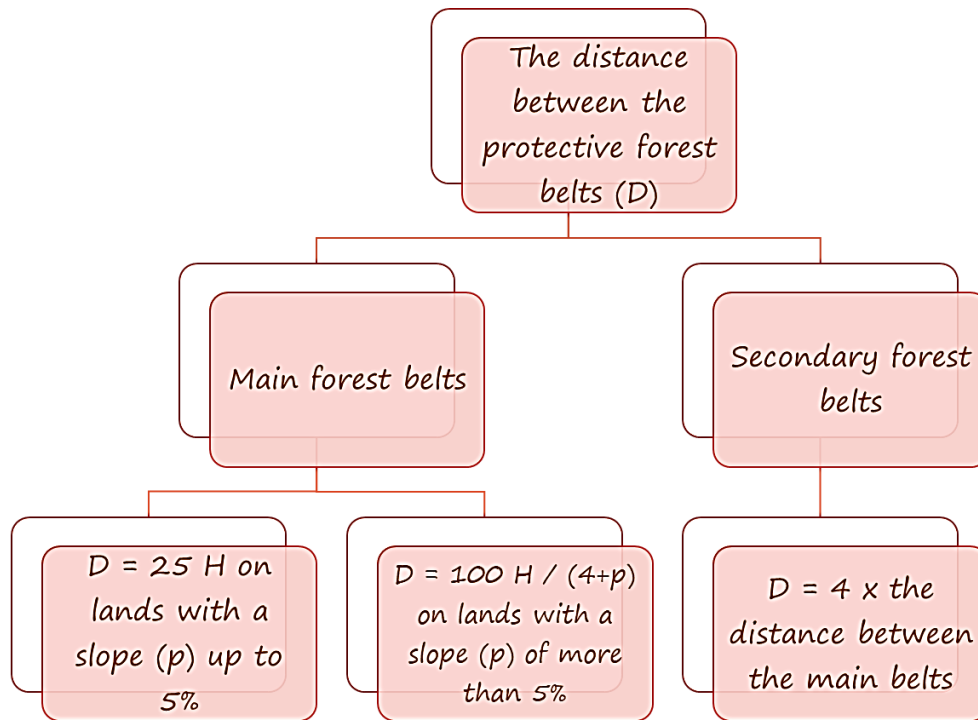 The distance
between the
protective forest
belts (D)
Main forest belts
Secondary forest
belts
D = 25 H on
lands with a
slope (p) up to
5%
D = 100 H / (4+p)
on lands with a
slope (p) of more
than 5%
D = 4 x the
distance between
the main belts